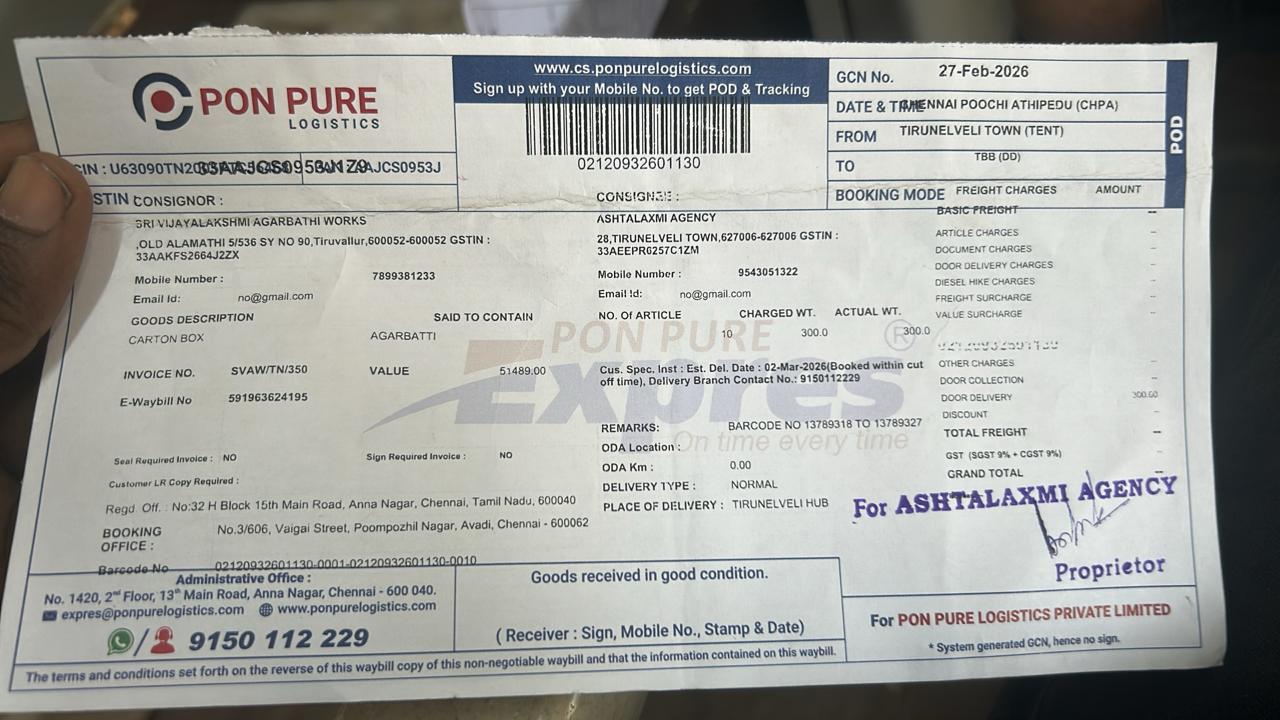 PON PURE
LOGISTICS
www.cs.ponpurelogistics.com
Sign up with your Mobile No. to get POD & Tracking
02120932601130
GCN No.
27-Feb-2026
DATE & TIME
CHENNAI POOCHI ATHIPEDU (CHPA)
FROM
TIRUNELVELI TOWN (TENT)
TO
TBB (DD)
BOOKING MODE
FREIGHT CHARGES AMOUNT
POD
CONSIGNOR :
SRI VIJAYALAKSHMI AGARBATHI WORKS
,OLD ALAMATHI 5/536 SY NO 90,Tiruvallur,600052-600052 GSTIN :
33AAKFS2664J2ZX
Mobile Number : 7899381233
Email Id: no@gmail.com
CONSIGNEE :
ASHTALAXMI AGENCY
28,TIRUNELVELI TOWN,627006-627006 GSTIN :
33AEEPR6257C1ZM
Mobile Number : 9543051322
Email Id: no@gmail.com
GOODS DESCRIPTION SAID TO CONTAIN NO. OF ARTICLE CHARGED WT. ACTUAL WT.
CARTON BOX AGARBATTI 10 300.0 300.0
INVOICE NO. SVAW/TN/350 VALUE 51489.00
E-Waybill No 591963624195
Cus. Spec. Inst : Est. Del. Date : 02-Mar-2026(Booked within cut
off time), Delivery Branch Contact No.: 9150112229
PON PURE
Expres
On time every time
REMARKS: BARCODE NO 13789318 TO 13789327
ODA Location :
ODA Km : 0.00
DELIVERY TYPE : NORMAL
PLACE OF DELIVERY : TIRUNELVELI HUB
Seal Required Invoice : NO Sign Required Invoice : NO
Customer LR Copy Required :
Regd. Off. : No:32 H Block 15th Main Road, Anna Nagar, Chennai, Tamil Nadu, 600040
BOOKING
OFFICE :
No.3/606, Vaigai Street, Poompozhil Nagar, Avadi, Chennai - 600062
Barcode No 02120932601130-0001-02120932601130-0010
BASIC FREIGHT --
ARTICLE CHARGES --
DOCUMENT CHARGES --
DOOR DELIVERY CHARGES --
DIESEL HIKE CHARGES --
FREIGHT SURCHARGE --
VALUE SURCHARGE --
OTHER CHARGES --
DOOR COLLECTION --
DOOR DELIVERY 300.00
DISCOUNT --
TOTAL FREIGHT --
GST (SGST 9% + CGST 9%)
GRAND TOTAL --
For ASHTALAXMI AGENCY
Proprietor
Administrative Office :
No. 1420, 2nd Floor, 13th Main Road, Anna Nagar, Chennai - 600 040.
expres@ponpurelogistics.com www.ponpurelogistics.com
/ 9150 112 229
Goods received in good condition.
( Receiver : Sign, Mobile No., Stamp & Date)
For PON PURE LOGISTICS PRIVATE LIMITED
* System generated GCN, hence no sign.
The terms and conditions set forth on the reverse of this waybill copy of this non-negotiable waybill and that the information contained on this waybill.